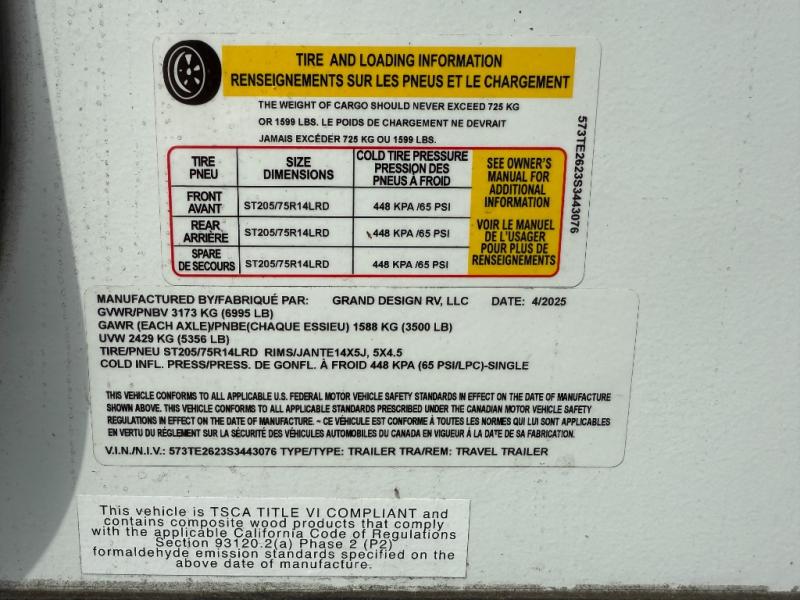 TIRE AND LOADING INFORMATION
RENSEIGNEMENTS SUR LES PNEUS ET LE CHARGEMENT
THE WEIGHT OF CARGO SHOULD NEVER EXCEED 725 KG
OR 1599 LBS. LE POIDS DE CHARGEMENT NE DEVRAIT
JAMAIS EXCÉDER 725 KG OU 1599 LBS.
TIRE PNEU SIZE DIMENSIONS COLD TIRE PRESSURE PRESSION DES PNEUS À FROID
FRONT AVANT ST205/75R14LRD 448 KPA /65 PSI
REAR ARRIÈRE ST205/75R14LRD 448 KPA /65 PSI
SPARE DE SECOURS ST205/75R14LRD 448 KPA /65 PSI
SEE OWNER'S
MANUAL FOR
ADDITIONAL
INFORMATION
VOIR LE MANUEL
DE L'USAGER
POUR PLUS DE
RENSEIGNEMENTS
573TE2623S3443076
MANUFACTURED BY/FABRIQUÉ PAR: GRAND DESIGN RV, LLC DATE: 4/2025
GVWR/PNBV 3173 KG (6995 LB)
GAWR (EACH AXLE)/PNBE(CHAQUE ESSIEU) 1588 KG (3500 LB)
UVW 2429 KG (5356 LB)
TIRE/PNEU ST205/75R14LRD RIMS/JANTE14X5J, 5X4.5
COLD INFL. PRESS/PRESS. DE GONFL. À FROID 448 KPA (65 PSI/LPC)-SINGLE
THIS VEHICLE CONFORMS TO ALL APPLICABLE U.S. FEDERAL MOTOR VEHICLE SAFETY STANDARDS IN EFFECT ON THE DATE OF MANUFACTURE
SHOWN ABOVE. THIS VEHICLE CONFORMS TO ALL APPLICABLE STANDARDS PRESCRIBED UNDER THE CANADIAN MOTOR VEHICLE SAFETY
REGULATIONS IN EFFECT ON THE DATE OF MANUFACTURE. ~ CE VÉHICULE EST CONFORME À TOUTES LES NORMES QUI LUI SONT APPLICABLES
EN VERTU DU RÉGLEMENT SUR LA SÉCURITÉ DES VÉHICULES AUTOMOBILES DU CANADA EN VIGUEUR À LA DATE DE SA FABRICATION.
V.I.N./N.I.V.: 573TE2623S3443076 TYPE/TYPE: TRAILER TRA/REM: TRAVEL TRAILER
This vehicle is TSCA TITLE VI COMPLIANT and
contains composite wood products that comply
with the applicable California Code of Regulations
Section 93120.2(a) Phase 2 (P2)
formaldehyde emission standards specified on the
above date of manufacture.